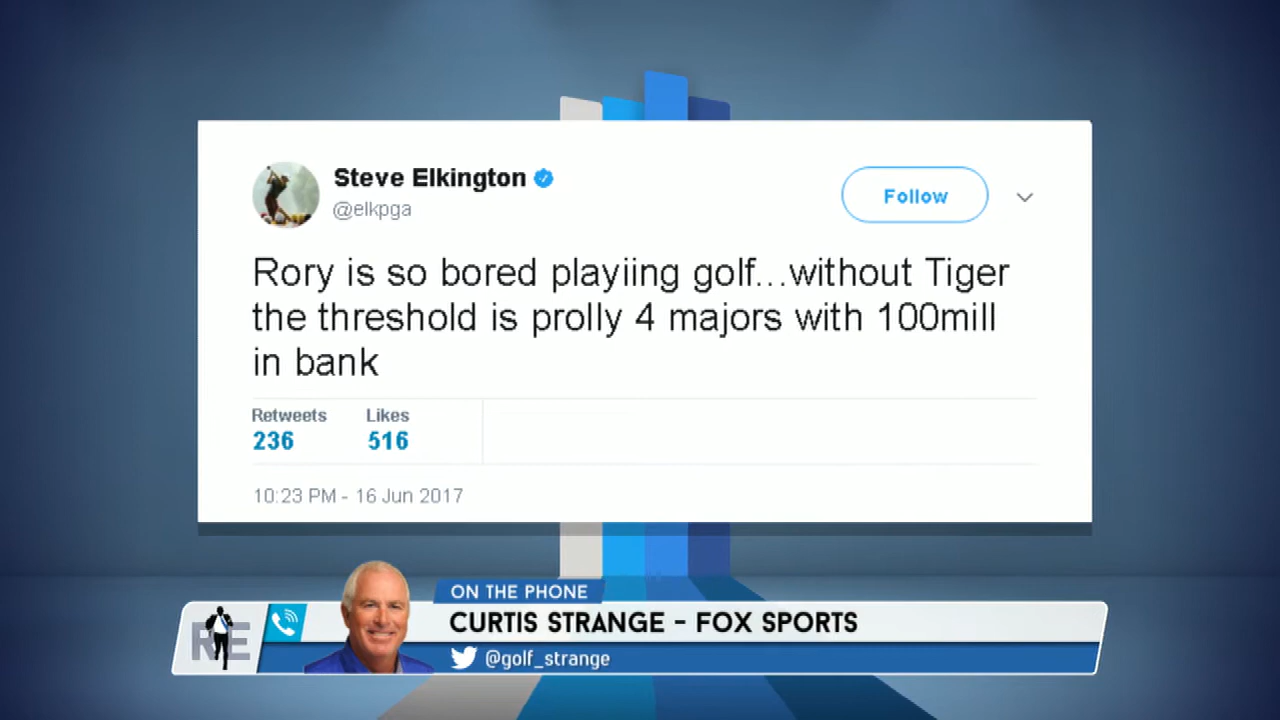 Steve Elkington
@elkpga
Follow
Rory is so bored playiing golf...without Tiger
the threshold is prolly 4 majors with 100mill
in bank
Retweets Likes
236 516
10:23 PM - 16 Jun 2017
ON THE PHONE
CURTIS STRANGE - FOX SPORTS
@golf_strange
RE